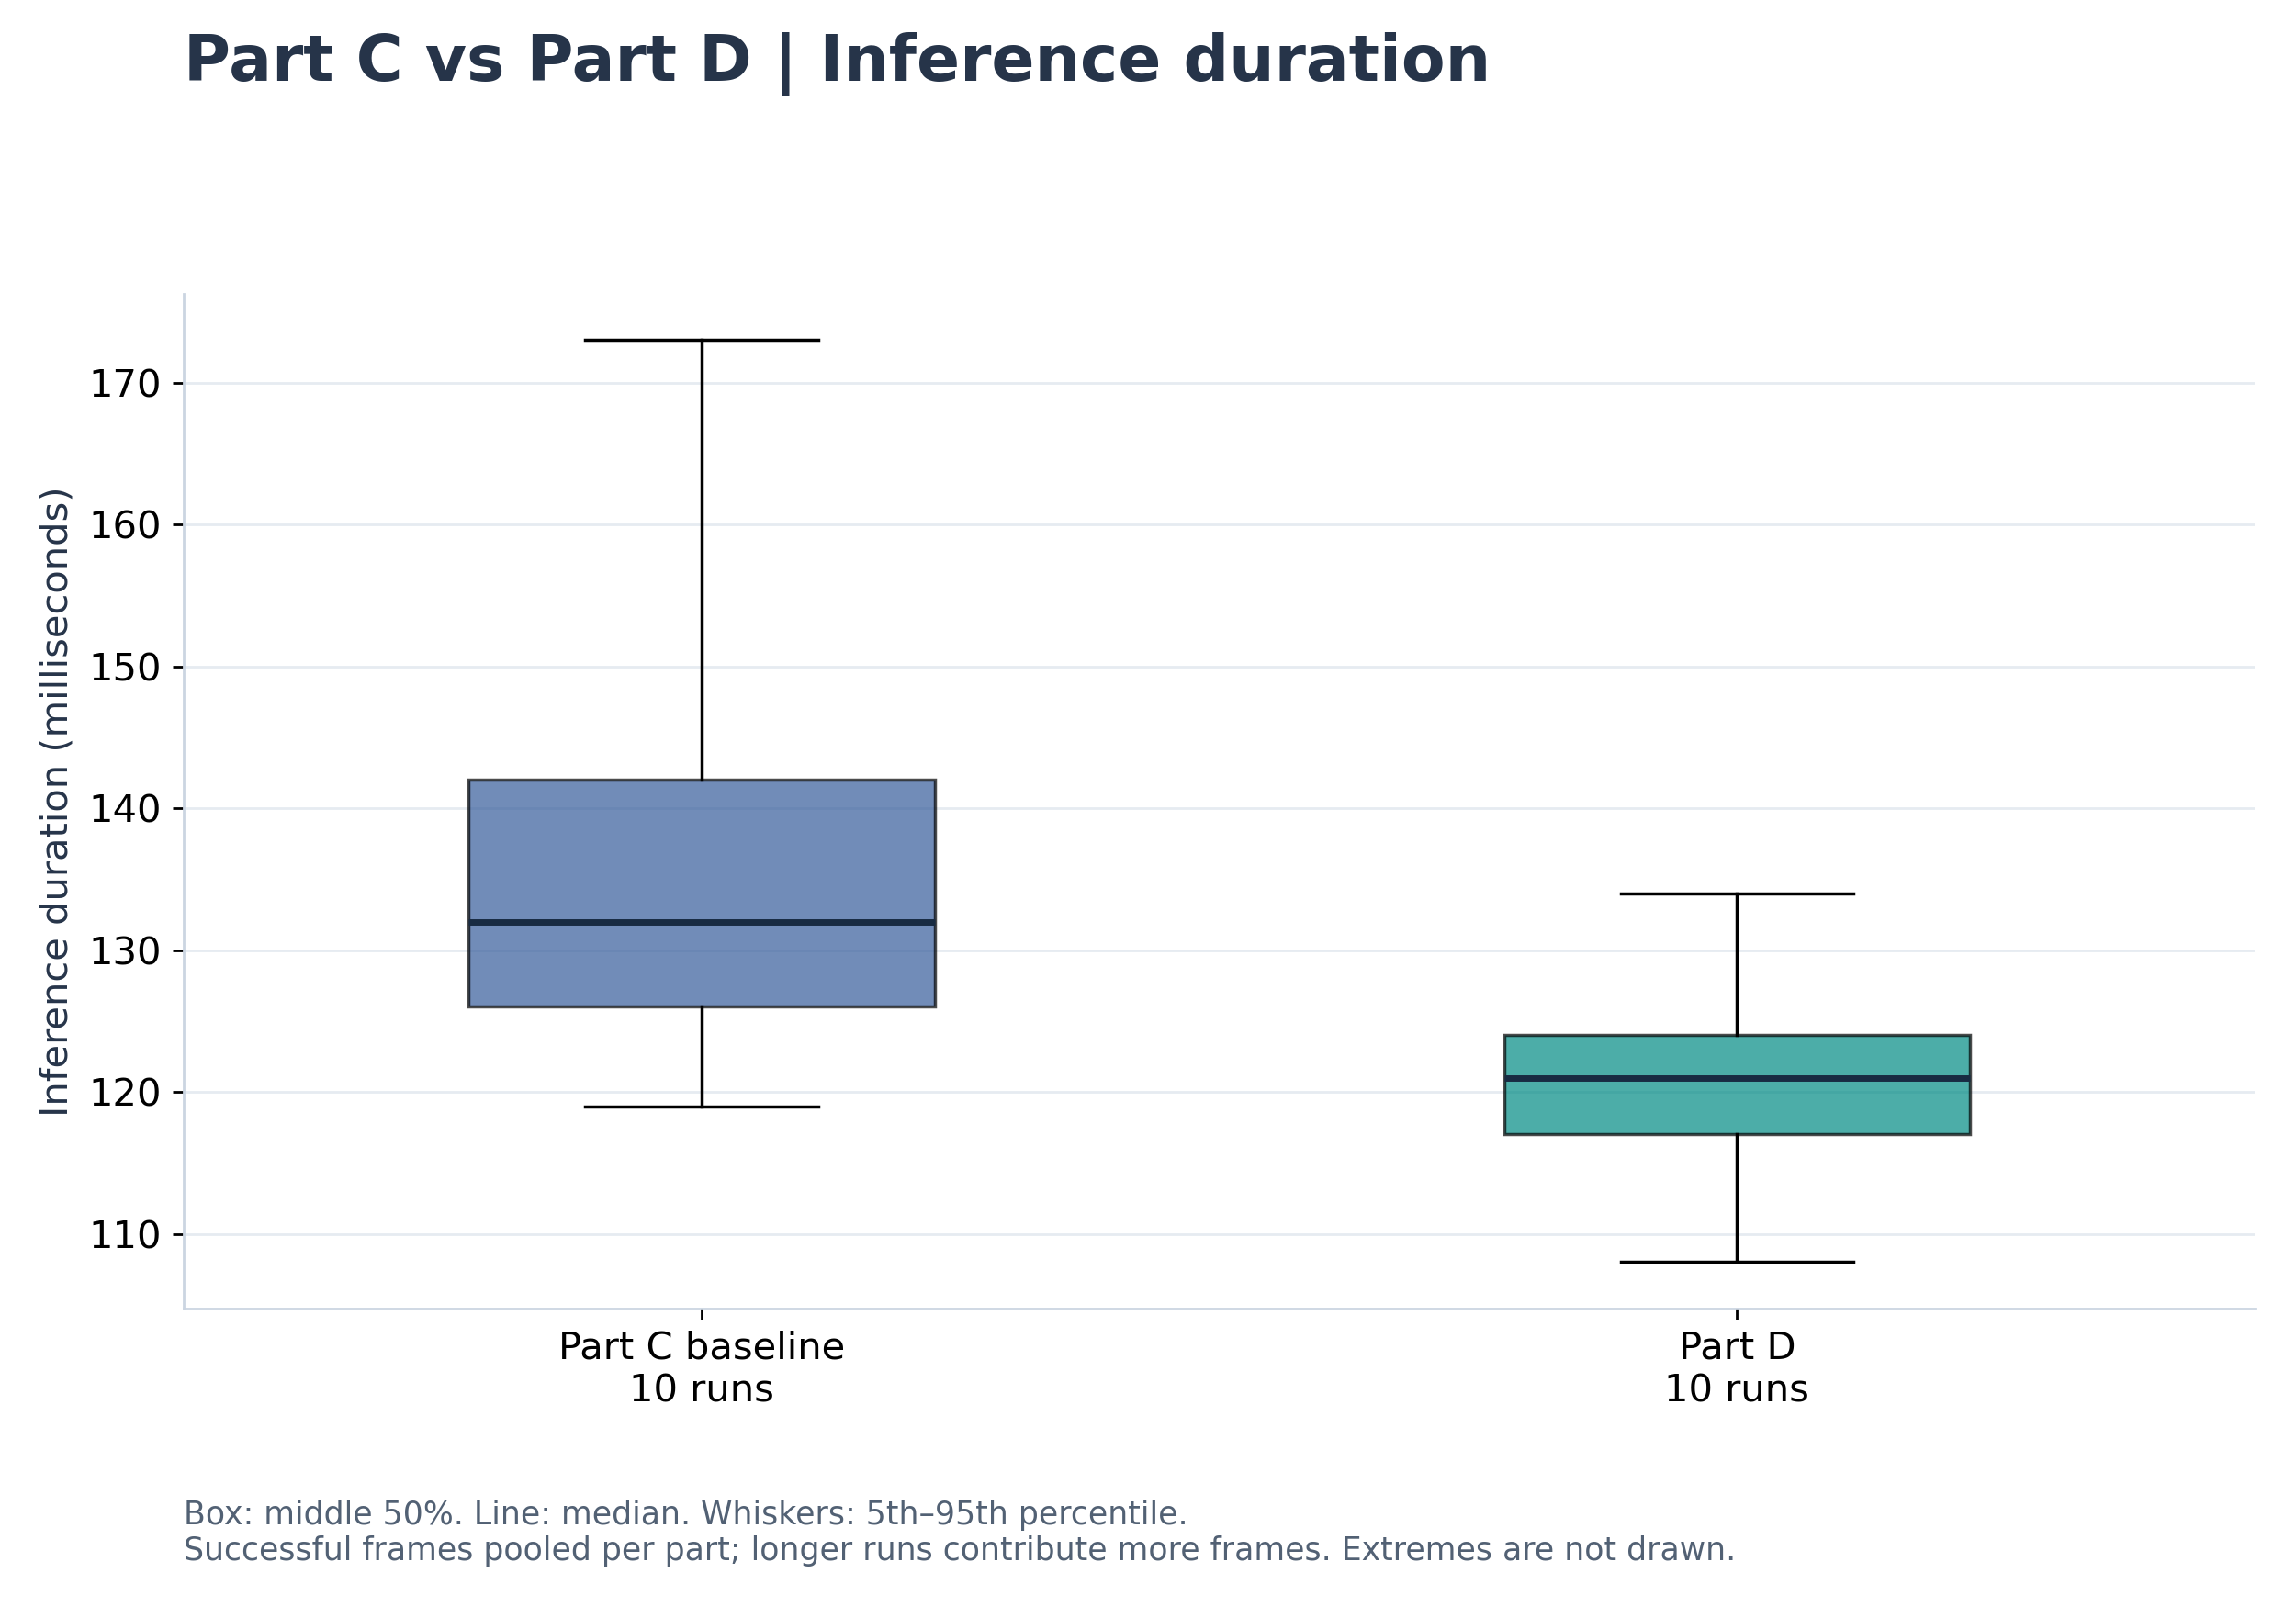 Part C vs Part D | Inference duration
Inference duration (milliseconds)
170
160
150
140
130
120
110
Part C baseline
10 runs
Part D
10 runs
Box: middle 50%. Line: median. Whiskers: 5th–95th percentile.
Successful frames pooled per part; longer runs contribute more frames. Extremes are not drawn.